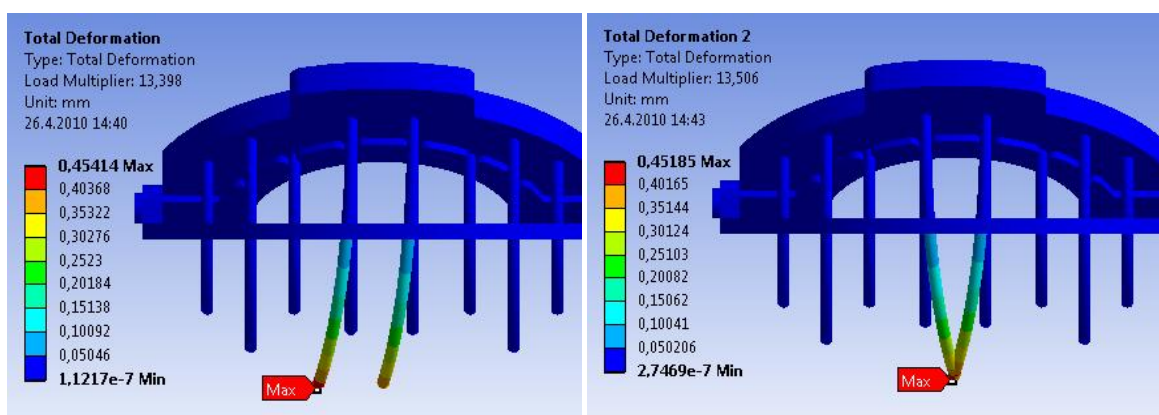 Total Deformation
Type: Total Deformation
Load Multiplier: 13,398
Unit: mm
26.4.2010 14:40
0,45414 Max
0,40368
0,35322
0,30276
0,2523
0,20184
0,15138
0,10092
0,05046
1,1217e-7 Min
Max
Total Deformation 2
Type: Total Deformation
Load Multiplier: 13,506
Unit: mm
26.4.2010 14:43
0,45185 Max
0,40165
0,35144
0,30124
0,25103
0,20082
0,15062
0,10041
0,050206
2,7469e-7 Min
Max